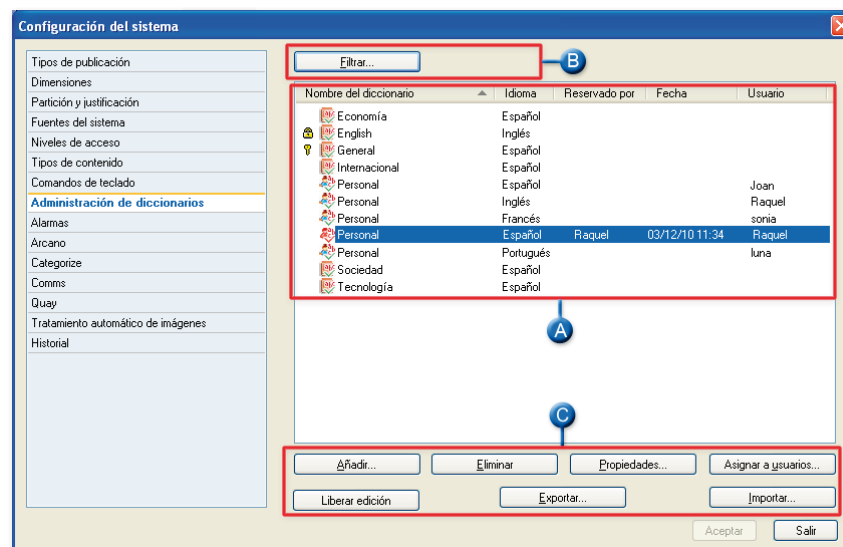 Configuración del sistema
Tipos de publicación
Dimensiones
Partición y justificación
Fuentes del sistema
Niveles de acceso
Tipos de contenido
Comandos de teclado
Administración de diccionarios
Alarmas
Arcano
Categorize
Comms
Quay
Tratamiento automático de imágenes
Historial
Filtrar...
B
Nombre del diccionario Idioma Reservado por Fecha Usuario
Economía Español
English Inglés
General Español
Internacional Español
Personal Español Joan
Personal Inglés Raquel
Personal Francés sonia
Personal Español Raquel 03/12/10 11:34 Raquel
Personal Portugués luna
Sociedad Español
Tecnología Español
A
C
Añadir... Eliminar Propiedades... Asignar a usuarios...
Liberar edición Exportar... Importar...
Aceptar Salir